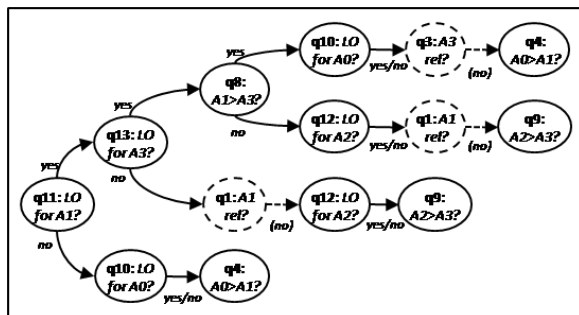 q10: LO
for A0?
yes/no
q3: A3
rel?
(no)
q4:
A0>A1?
yes
q8:
A1>A3?
no
q12: LO
for A2?
yes/no
q1: A1
rel?
(no)
q9:
A2>A3?
yes
q13: LO
for A3?
no
q1: A1
rel?
(no)
q12: LO
for A2?
yes/no
q9:
A2>A3?
yes
q11: LO
for A1?
no
q10: LO
for A0?
yes/no
q4:
A0>A1?